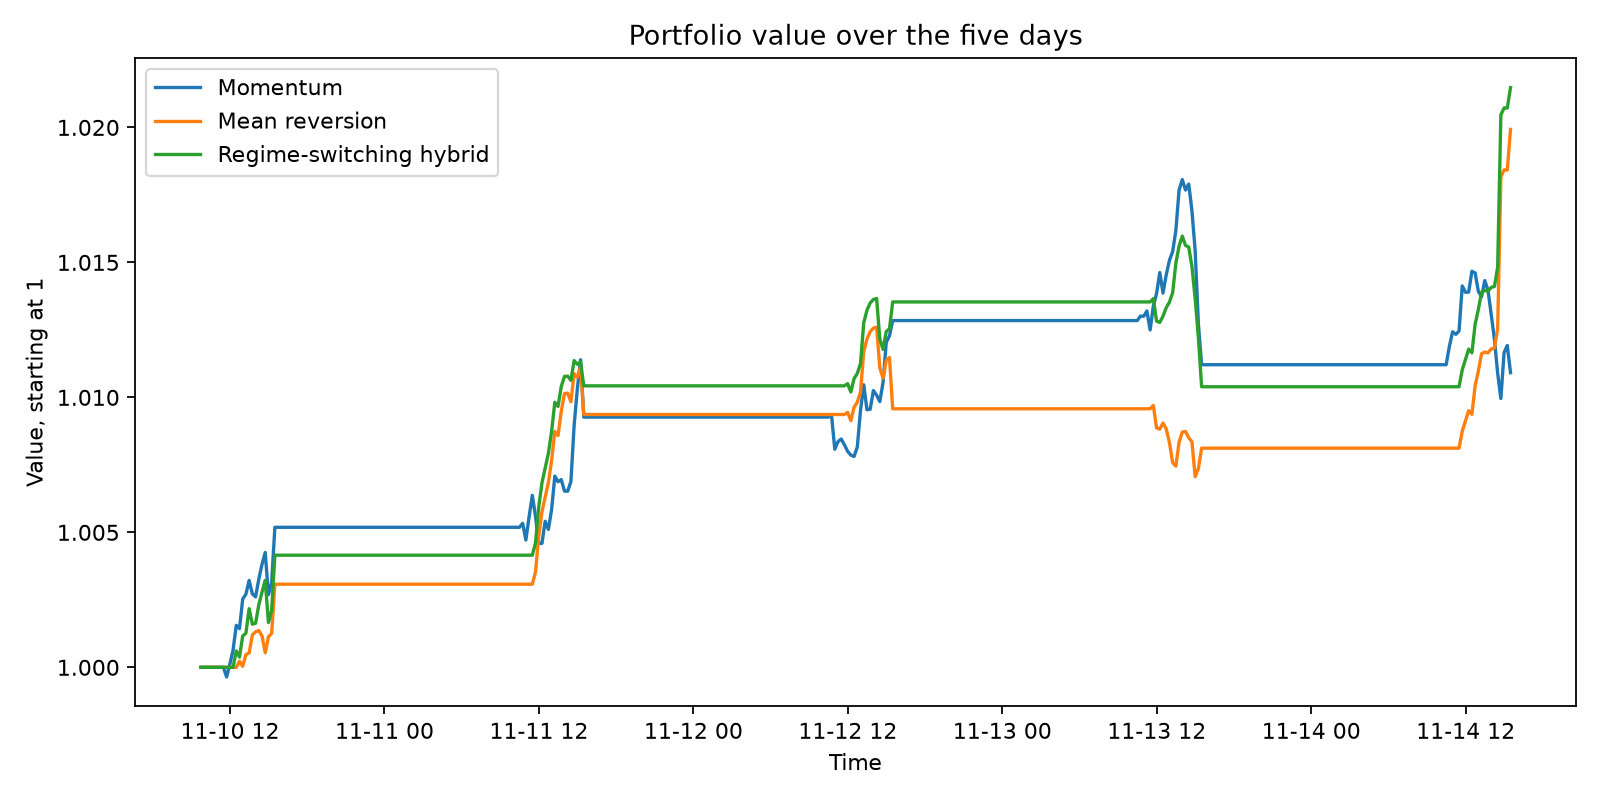 Portfolio value over the five days
Momentum
Mean reversion
Regime-switching hybrid
Value, starting at 1
1.020
1.015
1.010
1.005
1.000
11-10 12 11-11 00 11-11 12 11-12 00 11-12 12 11-13 00 11-13 12 11-14 00 11-14 12
Time